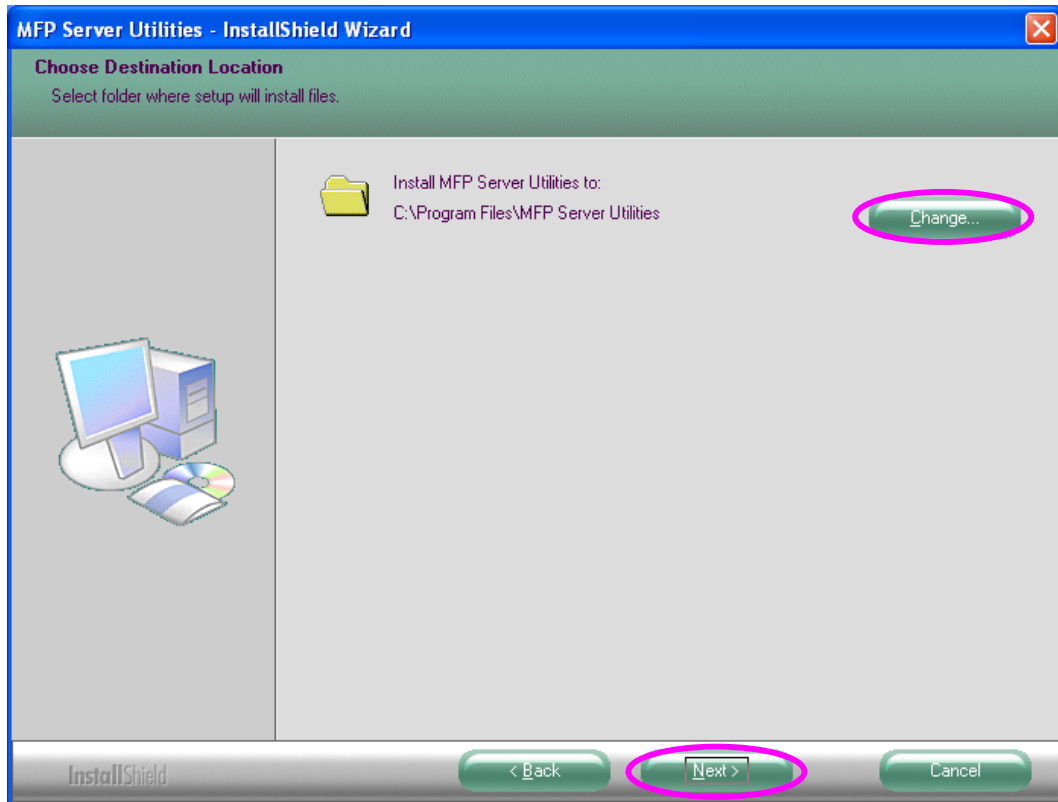 MFP Server Utilities - InstallShield Wizard
Choose Destination Location
Select folder where setup will install files.
Install MFP Server Utilities to:
C:\Program Files\MFP Server Utilities
Change...
InstallShield
< Back
Next >
Cancel